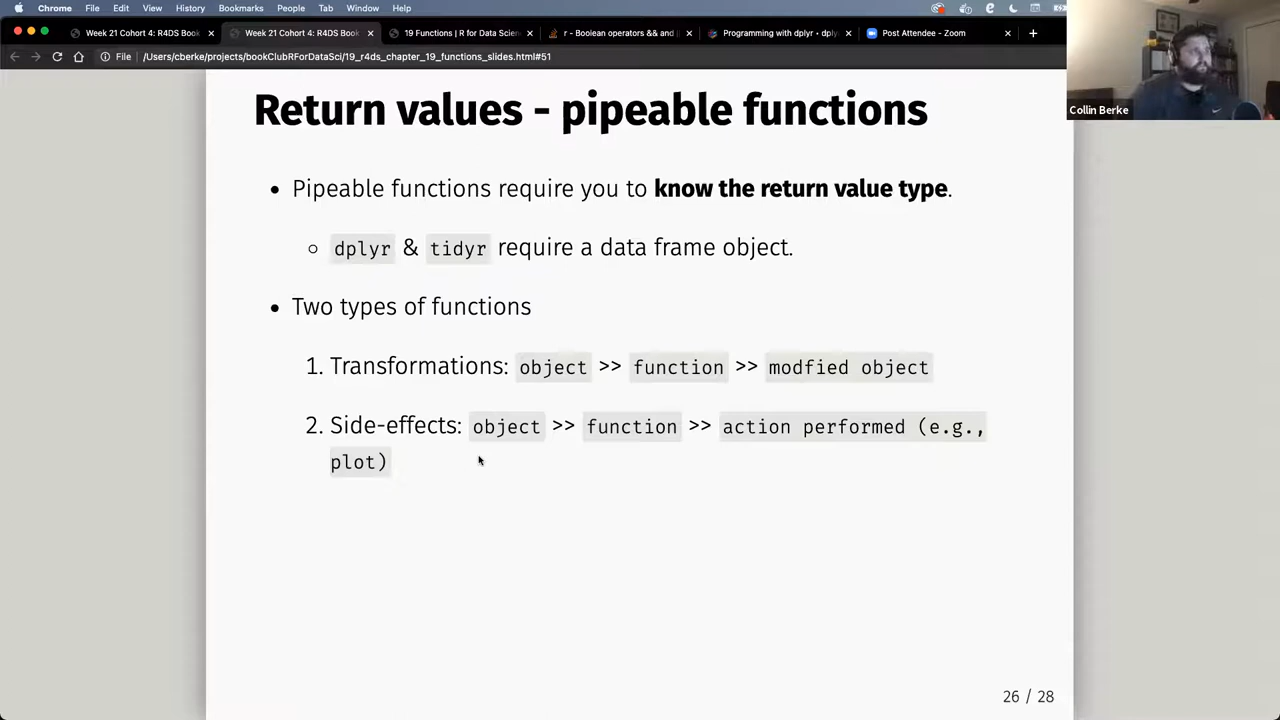 Chrome File Edit View History Bookmarks People Tab Window Help
Week 21 Cohort 4: R4DS Book × Week 21 Cohort 4: R4DS Book × 19 Functions | R for Data Scien × r - Boolean operators && and | × Programming with dplyr • dply × Post Attendee - Zoom × +
File /Users/cberke/projects/bookClubRForDataSci/19_r4ds_chapter_19_functions_slides.html#51
Collin Berke
Return values - pipeable functions
• Pipeable functions require you to know the return value type.
dplyr & tidyr require a data frame object.
• Two types of functions
1. Transformations: object >> function >> modfied object
2. Side-effects: object >> function >> action performed (e.g.,
plot)
26 / 28